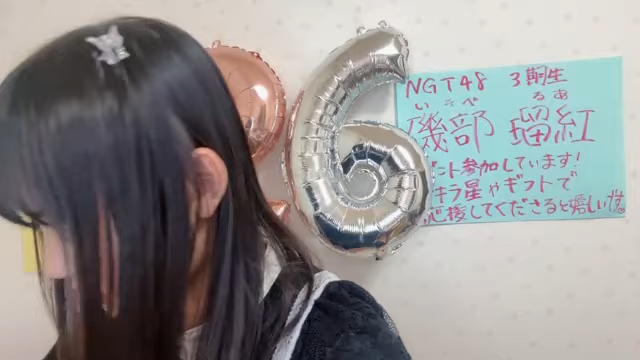 6
NGT48 3期生
いそべ るあ
磯部 瑠紅
ント参加しています!
キラ星やギフトで
応援してくださると嬉しいです